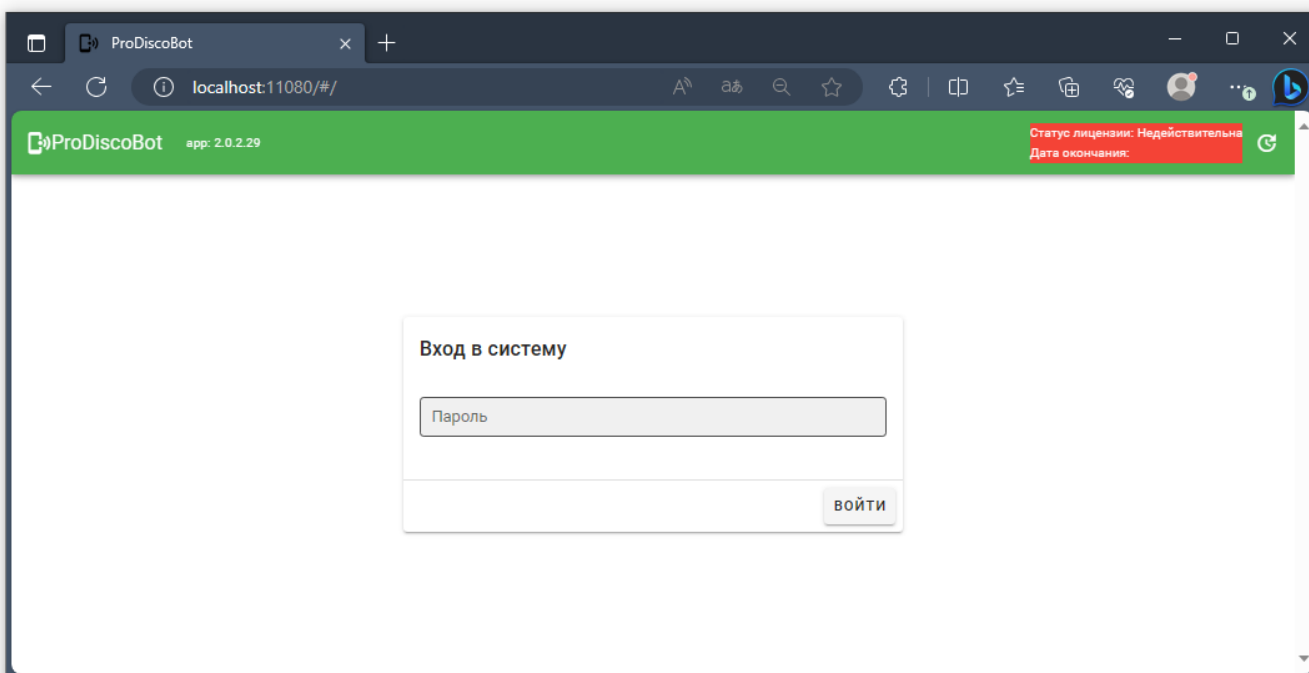 ProDiscoBot
localhost:11080/#/
ProDiscoBot app: 2.0.2.29
Статус лицензии: Недействительна
Дата окончания:
Вход в систему
Пароль
ВОЙТИ